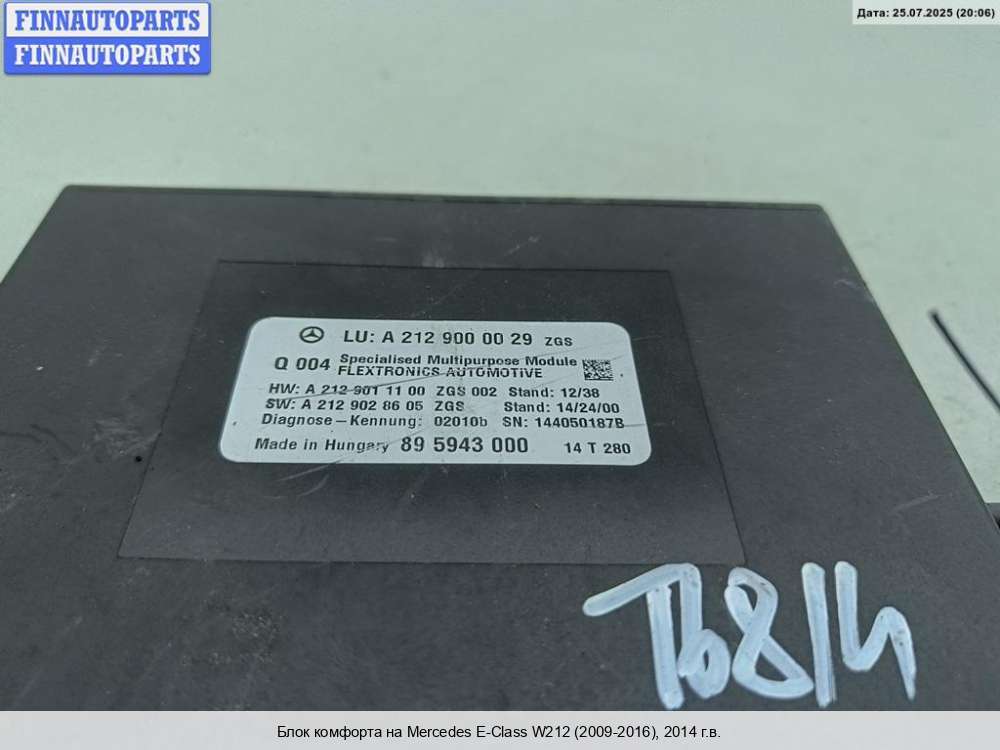 FINNAUTOPARTS
FINNAUTOPARTS
Дата: 25.07.2025 (20:06)
LU: A 212 900 00 29 ZGS
Q 004 Specialised Multipurpose Module
FLEXTRONICS AUTOMOTIVE
HW: A 212 901 11 00 ZGS 002 Stand: 12/38
SW: A 212 902 86 05 ZGS Stand: 14/24/00
Diagnose-Kennung: 02010b SN: 144050187B
Made in Hungary 89 5943 000 14 T 280
Блок комфорта на Mercedes E-Class W212 (2009-2016), 2014 г.в.